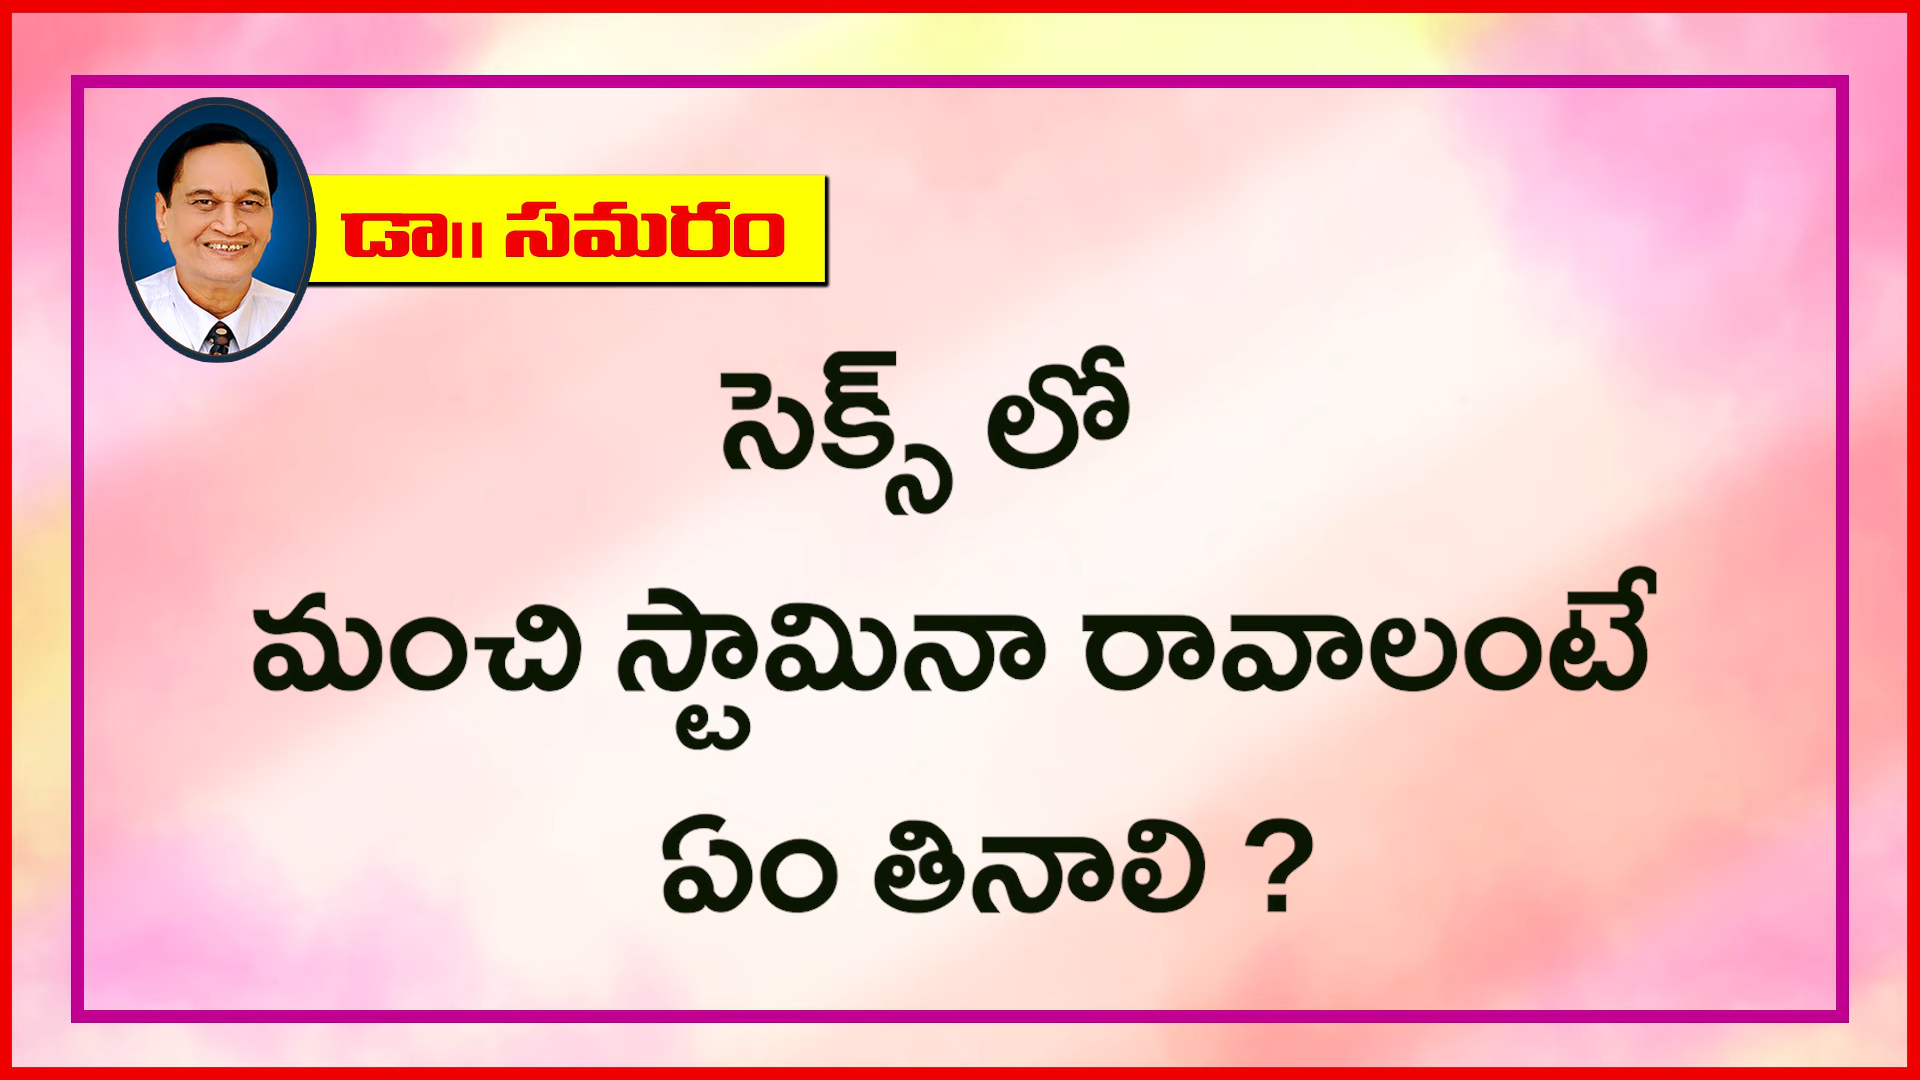 డా॥ సమరం
సెక్స్ లో
మంచి స్టామినా రావాలంటే
ఏం తినాలి ?